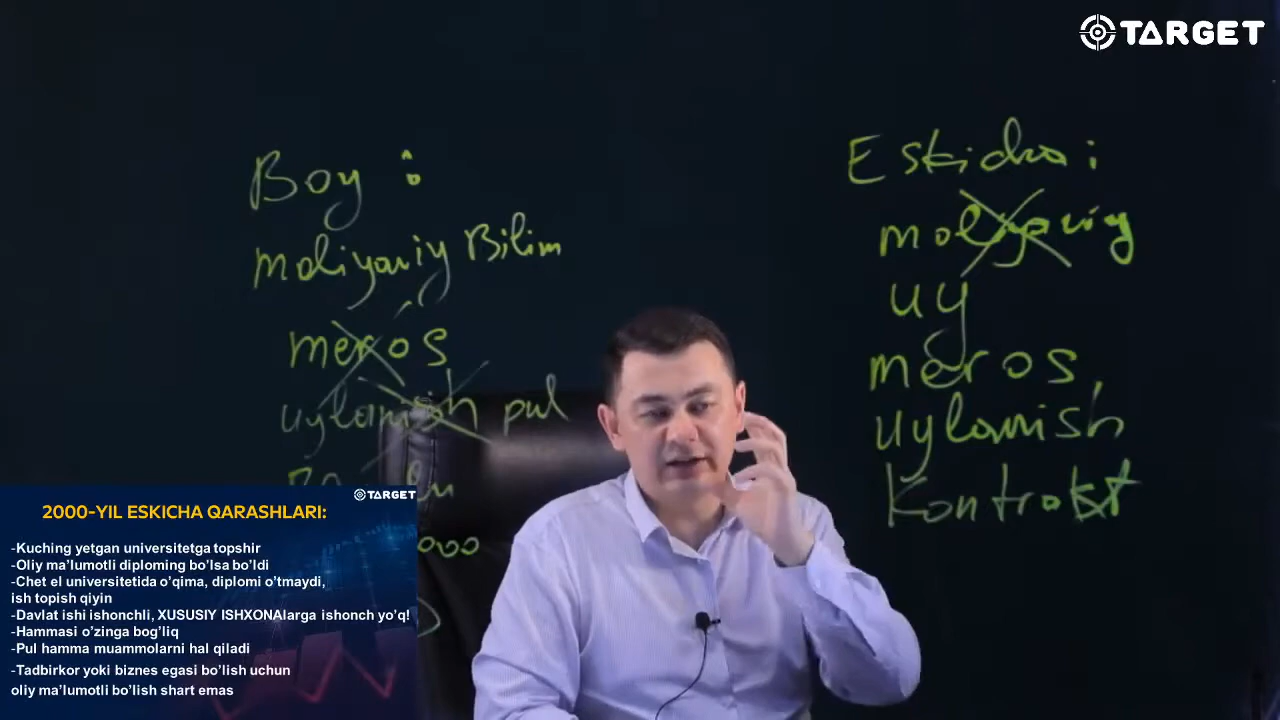 TARGET
Boy :
moliyaviy Bilim
meros
uylanish pul
000
Eskicha :
moliyaviy
uy
meros,
uylanish
Kontrakt
TARGET
2000-YIL ESKICHA QARASHLARI:
-Kuching yetgan universitetga topshir
-Oliy ma’lumotli diploming bo’lsa bo’ldi
-Chet el universitetida o’qima, diplomi o’tmaydi,
ish topish qiyin
-Davlat ishi ishonchli, XUSUSIY ISHXONAlarga ishonch yo’q!
-Hammasi o’zinga bog’liq
-Pul hamma muammolarni hal qiladi
-Tadbirkor yoki biznes egasi bo’lish uchun
oliy ma’lumotli bo’lish shart emas